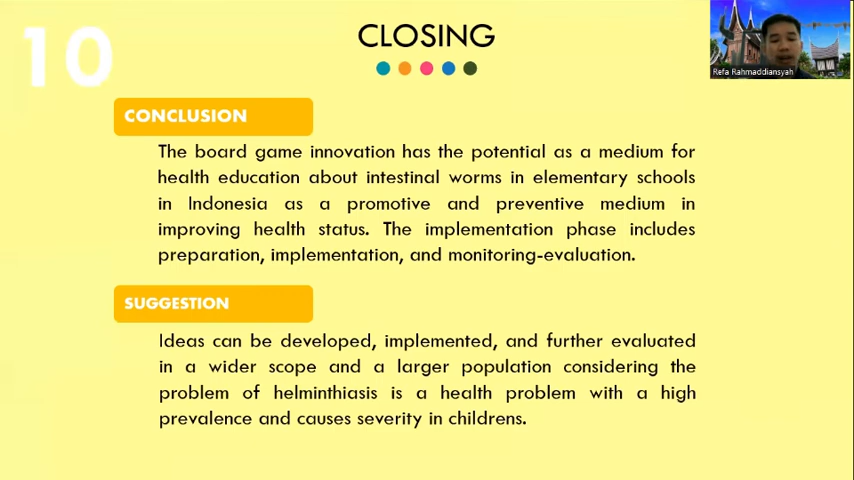 10
CLOSING
Refa Rahmaddiansyah
CONCLUSION
The board game innovation has the potential as a medium for
health education about intestinal worms in elementary schools
in Indonesia as a promotive and preventive medium in
improving health status. The implementation phase includes
preparation, implementation, and monitoring-evaluation.
SUGGESTION
Ideas can be developed, implemented, and further evaluated
in a wider scope and a larger population considering the
problem of helminthiasis is a health problem with a high
prevalence and causes severity in childrens.